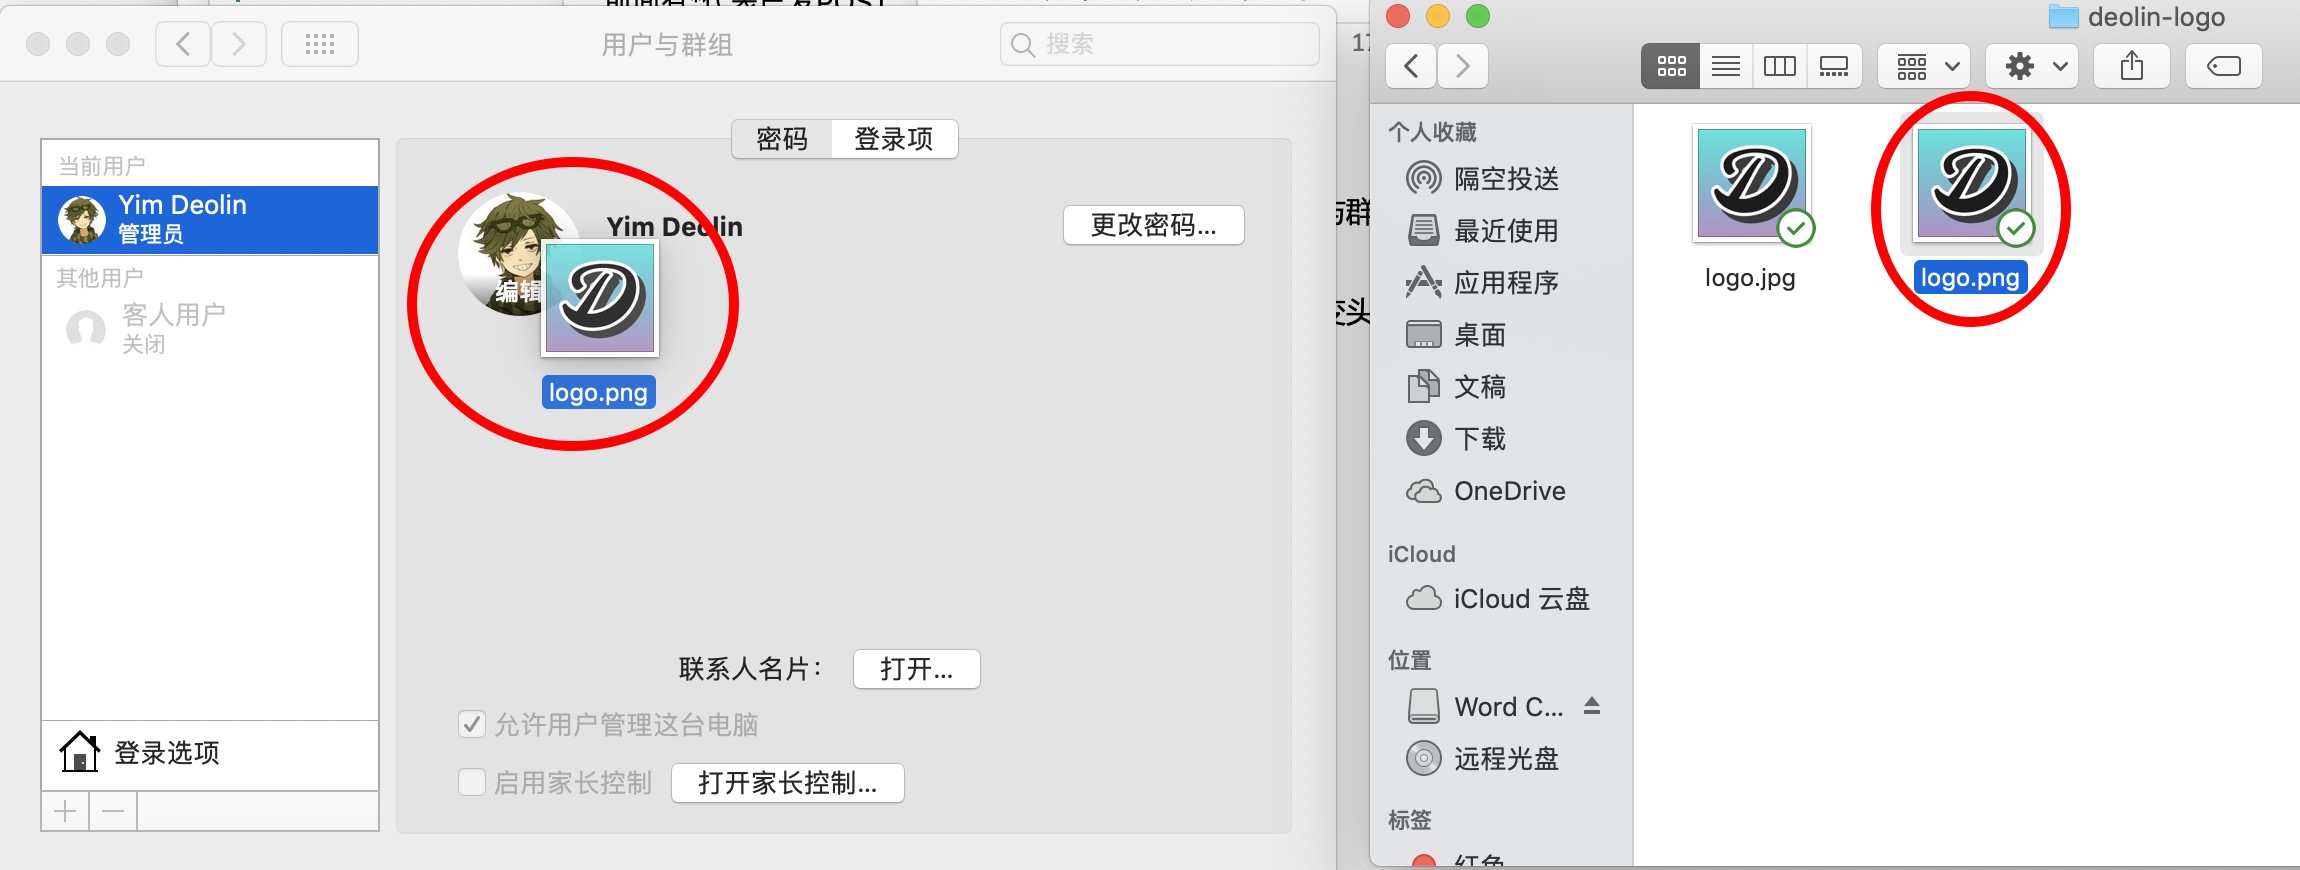 用户与群组
搜索
密码
登录项
当前用户
Yim Deolin
管理员
其他用户
客人用户
关闭
登录选项
Yim Deolin
编辑
logo.png
更改密码...
联系人名片：
打开...
允许用户管理这台电脑
启用家长控制
打开家长控制...
17
deolin-logo
个人收藏
隔空投送
最近使用
应用程序
桌面
文稿
下载
OneDrive
iCloud
iCloud 云盘
位置
Word C...
远程光盘
标签
红色
logo.jpg
logo.png